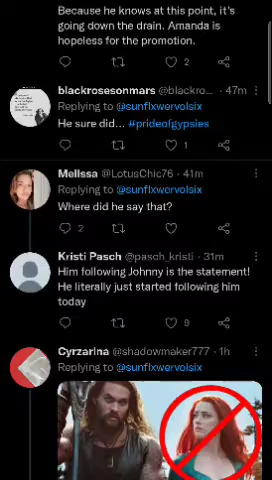 Because he knows at this point, it's
going down the drain. Amanda is
hopeless for the promotion.
2
blackrosesonmars @blackro... · 47m
Replying to @sunflxwervolsix
He sure did... #prideofgypsies
1
Melissa @LotusChic76 · 41m
Replying to @sunflxwervolsix
Where did he say that?
2
Kristi Pasch @pasch_kristi · 31m
Him following Johnny is the statement!
He literally just started following him
today
9
Cyrzarina @shadowmaker777 · 1h
Replying to @sunflxwervolsix